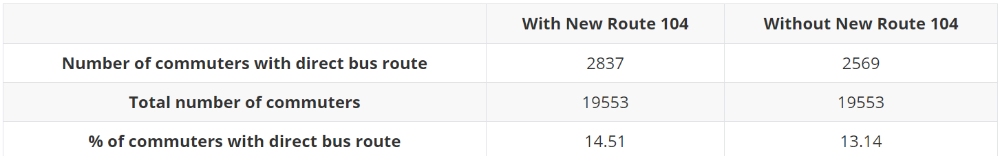 With New Route 104 Without New Route 104
Number of commuters with direct bus route 2837 2569
Total number of commuters 19553 19553
% of commuters with direct bus route 14.51 13.14